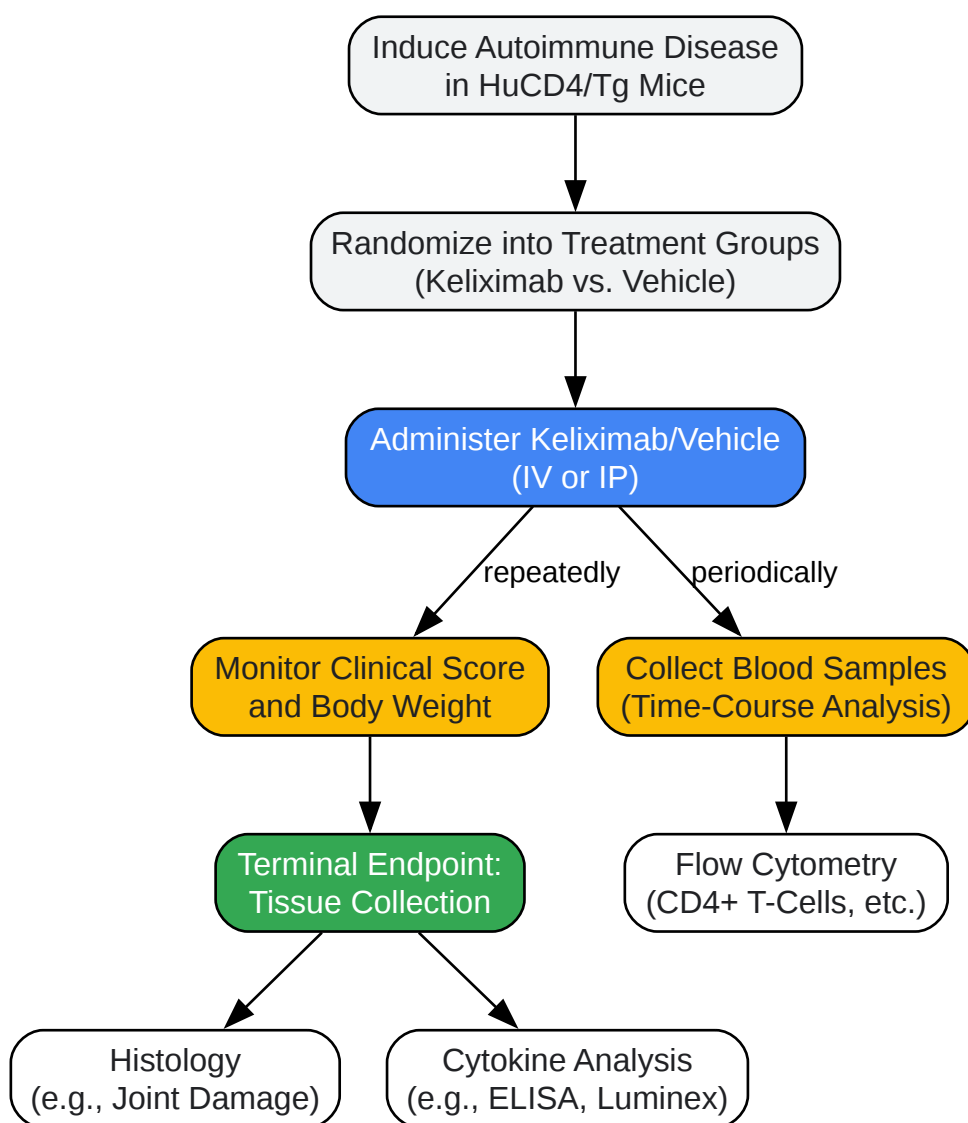 Induce Autoimmune Disease
in HuCD4/Tg Mice
Randomize into Treatment Groups
(Keliximab vs. Vehicle)
Administer Keliximab/Vehicle
(IV or IP)
repeatedly
periodically
Monitor Clinical Score
and Body Weight
Collect Blood Samples
(Time-Course Analysis)
Terminal Endpoint:
Tissue Collection
Flow Cytometry
(CD4+ T-Cells, etc.)
Histology
(e.g., Joint Damage)
Cytokine Analysis
(e.g., ELISA, Luminex)